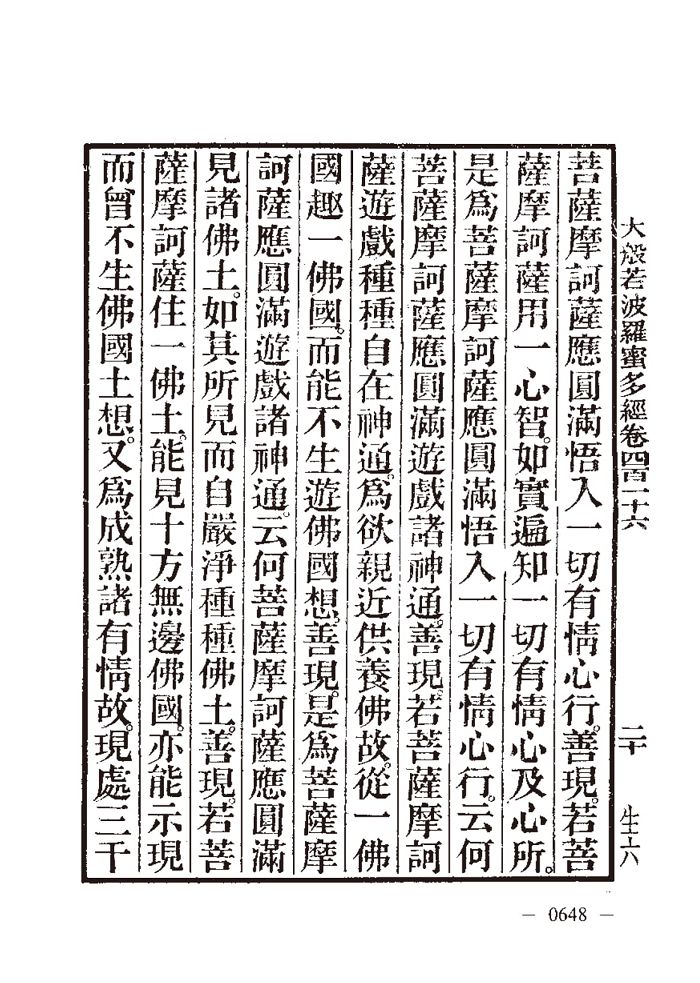 大般若波羅蜜多經卷四百一十六
二十
生六
菩薩摩訶薩應圓滿悟入一切有情心行。善現。若菩
薩摩訶薩用一心智。如實遍知一切有情心及心所。
是為菩薩摩訶薩應圓滿悟入一切有情心行。云何
菩薩摩訶薩應圓滿遊戲諸神通。善現。若菩薩摩訶
薩遊戲種種自在神通。為欲親近供養佛故。從一佛
國趣一佛國。而能不生遊佛國想。善現。是為菩薩摩
訶薩應圓滿遊戲諸神通。云何菩薩摩訶薩應圓滿
見諸佛土。如其所見而自嚴淨種種佛土。善現。若菩
薩摩訶薩住一佛土。能見十方無邊佛國。亦能示現
而曾不生佛國土想。又為成熟諸有情故。現處三千
— 0648 —